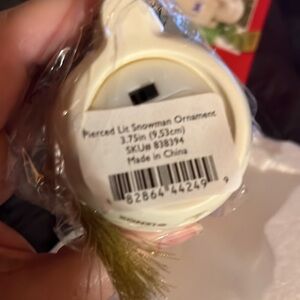 Pierced Lit Snowman Ornament
3.75in (9.53cm)
SKU# 838394
Made in China
82864 44249 9